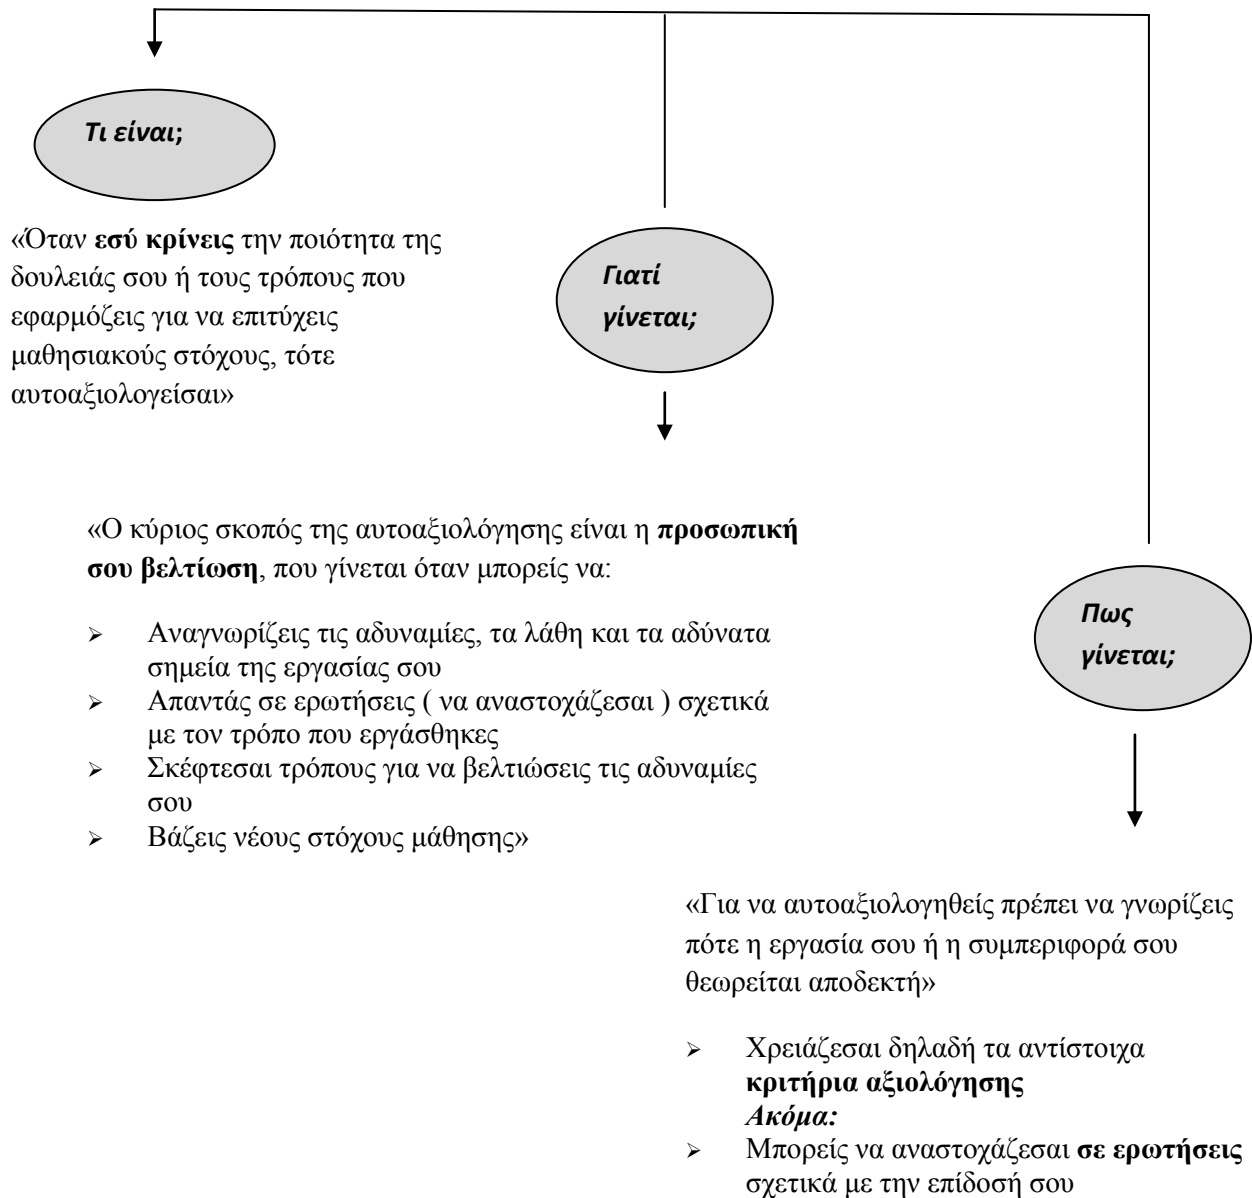 Τι είναι;
«Όταν εσύ κρίνεις την ποιότητα της
δουλειάς σου ή τους τρόπους που
εφαρμόζεις για να επιτύχεις
μαθησιακούς στόχους, τότε
αυτοαξιολογείσαι»
Γιατί
γίνεται;
«Ο κύριος σκοπός της αυτοαξιολόγησης είναι η προσωπική
σου βελτίωση, που γίνεται όταν μπορείς να:
➢ Αναγνωρίζεις τις αδυναμίες, τα λάθη και τα αδύνατα
σημεία της εργασίας σου
➢ Απαντάς σε ερωτήσεις ( να αναστοχάζεσαι ) σχετικά
με τον τρόπο που εργάσθηκες
➢ Σκέφτεσαι τρόπους για να βελτιώσεις τις αδυναμίες
σου
➢ Βάζεις νέους στόχους μάθησης»
Πως
γίνεται;
«Για να αυτοαξιολογηθείς πρέπει να γνωρίζεις
πότε η εργασία σου ή η συμπεριφορά σου
θεωρείται αποδεκτή»
➢ Χρειάζεσαι δηλαδή τα αντίστοιχα
κριτήρια αξιολόγησης
Ακόμα:
➢ Μπορείς να αναστοχάζεσαι σε ερωτήσεις
σχετικά με την επίδοσή σου